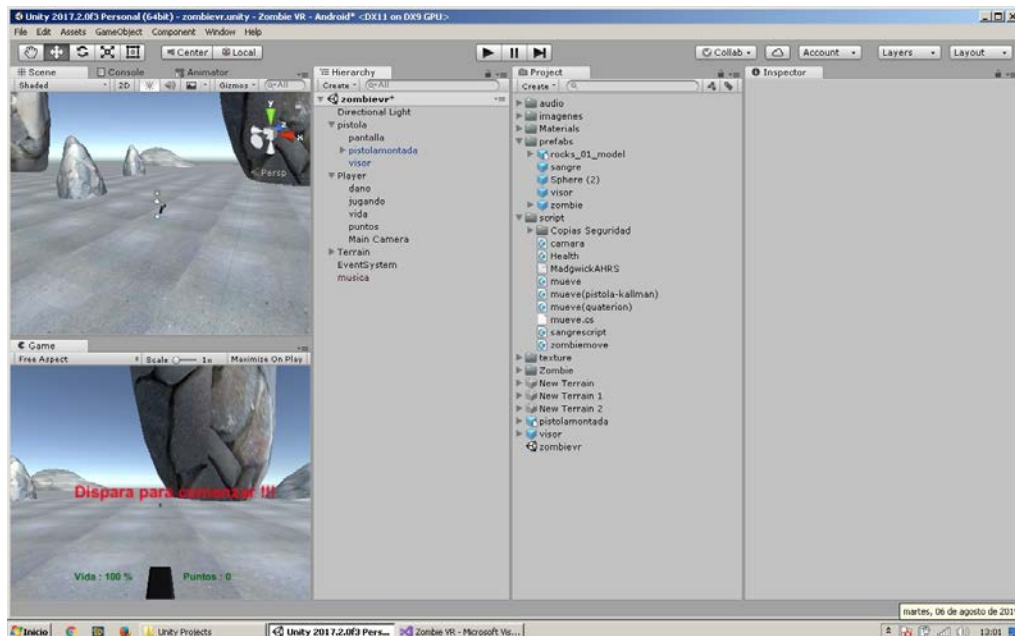 Unity 2017.2.0f3 Personal (64bit) - zombievr.unity - Zombie VR - Android* <DX11 on DX9 GPU>
File Edit Assets GameObject Component Window Help
Center Local Collab Account Layers Layout
Scene Console Animator
Shaded 2D Gizmos All
y
x
z
Persp
Game
Free Aspect Scale 1x Maximize On Play
Dispara para comenzar !!!
Vida : 100 % Puntos : 0
Hierarchy
Create All
zombievr*
Directional Light
pistola
pantalla
pistolamontada
visor
Player
dano
jugando
vida
puntos
Main Camera
Terrain
EventSystem
musica
Project
Create
audio
imagenes
Materials
prefabs
rocks_01_model
sangre
Sphere (2)
visor
zombie
script
Copias Seguridad
camara
Health
MadgwickAHRS
mueve
mueve(pistola-kallman)
mueve(quaterion)
mueve.cs
sangrescript
zombiemove
texture
Zombie
New Terrain
New Terrain 1
New Terrain 2
pistolamontada
visor
zombievr
Inspector
martes, 06 de agosto de 201
Inicio Unity Projects Unity 2017.2.0f3 Pers... Zombie VR - Microsoft Vis... 13:01